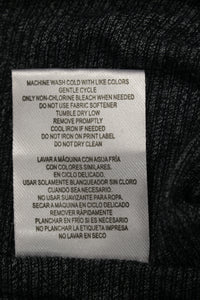 MACHINE WASH COLD WITH LIKE COLORS
GENTLE CYCLE
ONLY NON-CHLORINE BLEACH WHEN NEEDED
DO NOT USE FABRIC SOFTENER
TUMBLE DRY LOW
REMOVE PROMPTLY
COOL IRON IF NEEDED
DO NOT IRON ON PRINT LABEL
DO NOT DRY CLEAN
LAVAR A MÁQUINA CON AGUA FRÍA
CON COLORES SIMILARES.
EN CICLO DELICADO.
USAR SOLAMENTE BLANQUEADOR SIN CLORO
CUANDO SEA NECESARIO.
NO USAR SUAVIZANTE PARA ROPA.
SECAR A MÁQUINA EN CICLO DELICADO
REMOVER RÁPIDAMENTE
PLANCHAR EN FRÍO SI ES NECESARIO
NO PLANCHAR LA ETIQUETA IMPRESA
NO LAVAR EN SECO